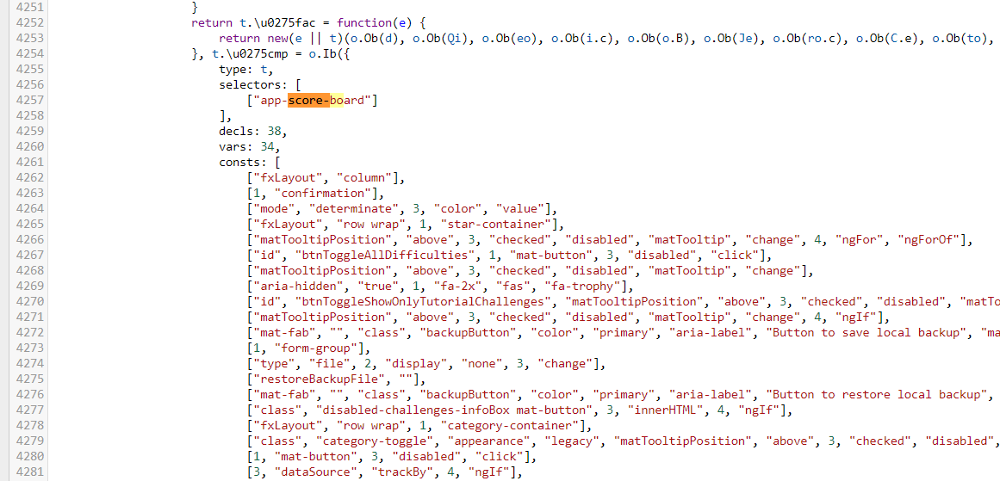 4251 }
4252 return t.\u0275fac = function(e) {
4253 return new(e || t)(o.Ob(d), o.Ob(Qi), o.Ob(eo), o.Ob(i.c), o.Ob(o.B), o.Ob(Je), o.Ob(ro.c), o.Ob(C.e), o.Ob(to),
4254 }, t.\u0275cmp = o.Ib({
4255 type: t,
4256 selectors: [
4257 ["app-score-board"]
4258 ],
4259 decls: 38,
4260 vars: 34,
4261 consts: [
4262 ["fxLayout", "column"],
4263 [1, "confirmation"],
4264 ["mode", "determinate", 3, "color", "value"],
4265 ["fxLayout", "row wrap", 1, "star-container"],
4266 ["matTooltipPosition", "above", 3, "checked", "disabled", "matTooltip", "change", 4, "ngFor", "ngForOf"],
4267 ["id", "btnToggleAllDifficulties", 1, "mat-button", 3, "disabled", "click"],
4268 ["matTooltipPosition", "above", 3, "checked", "disabled", "matTooltip", "change"],
4269 ["aria-hidden", "true", 1, "fa-2x", "fas", "fa-trophy"],
4270 ["id", "btnToggleShowOnlyTutorialChallenges", "matTooltipPosition", "above", 3, "checked", "disabled", "matTo
4271 ["matTooltipPosition", "above", 3, "checked", "disabled", "matTooltip", "change", 4, "ngIf"],
4272 ["mat-fab", "", "class", "backupButton", "color", "primary", "aria-label", "Button to save local backup", "ma
4273 [1, "form-group"],
4274 ["type", "file", 2, "display", "none", 3, "change"],
4275 ["restoreBackupFile", ""],
4276 ["mat-fab", "", "class", "backupButton", "color", "primary", "aria-label", "Button to restore local backup",
4277 ["class", "disabled-challenges-infoBox mat-button", 3, "innerHTML", 4, "ngIf"],
4278 ["fxLayout", "row wrap", 1, "category-container"],
4279 ["class", "category-toggle", "appearance", "legacy", "matTooltipPosition", "above", 3, "checked", "disabled",
4280 [1, "mat-button", 3, "disabled", "click"],
4281 [3, "dataSource", "trackBy", 4, "ngIf"],